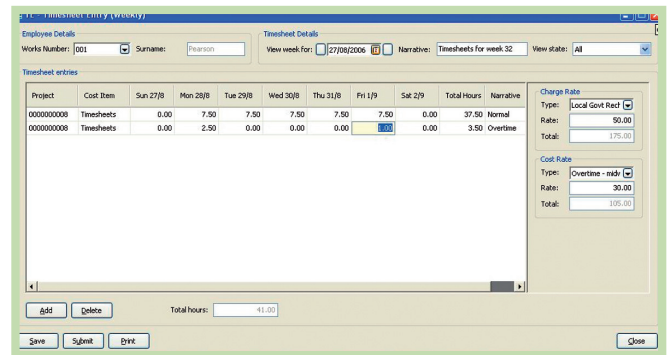 TL - Timesheet Entry (Weekly)
Employee Details
Timesheet Details
Works Number: 001 Surname: Pearson View week for: 27/08/2006 Narrative: Timesheets for week 32 View state: All
Timesheet entries
Project Cost Item Sun 27/8 Mon 28/8 Tue 29/8 Wed 30/8 Thu 31/8 Fri 1/9 Sat 2/9 Total Hours Narrative
0000000008 Timesheets 0.00 7.50 7.50 7.50 7.50 7.50 0.00 37.50 Normal
0000000008 Timesheets 0.00 2.50 0.00 0.00 0.00 1.00 0.00 3.50 Overtime
Charge Rate
Type: Local Govt Rech
Rate: 50.00
Total: 175.00
Cost Rate
Type: Overtime - midv
Rate: 30.00
Total: 105.00
Add Delete Total hours: 41.00
Save Submit Print Close